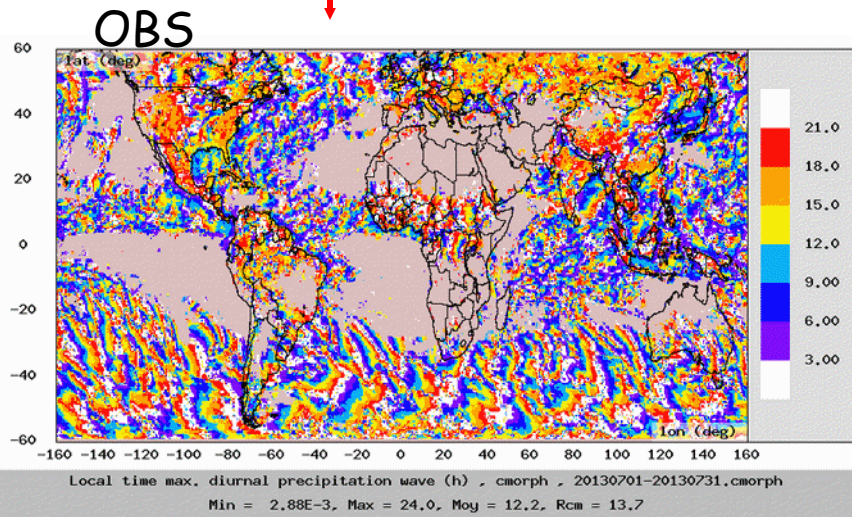 OBS
60
lat (deg)
40
20
0
-20
-40
-60
21.0
18.0
15.0
12.0
9.00
6.00
3.00
lon (deg)
-160 -140 -120 -100 -80 -60 -40 -20 0 20 40 60 80 100 120 140 160
Local time max. diurnal precipitation wave (h) , cmorph , 20130701-20130731.cmorph
Min = 2.88E-3, Max = 24.0, Moy = 12.2, Rcm = 13.7